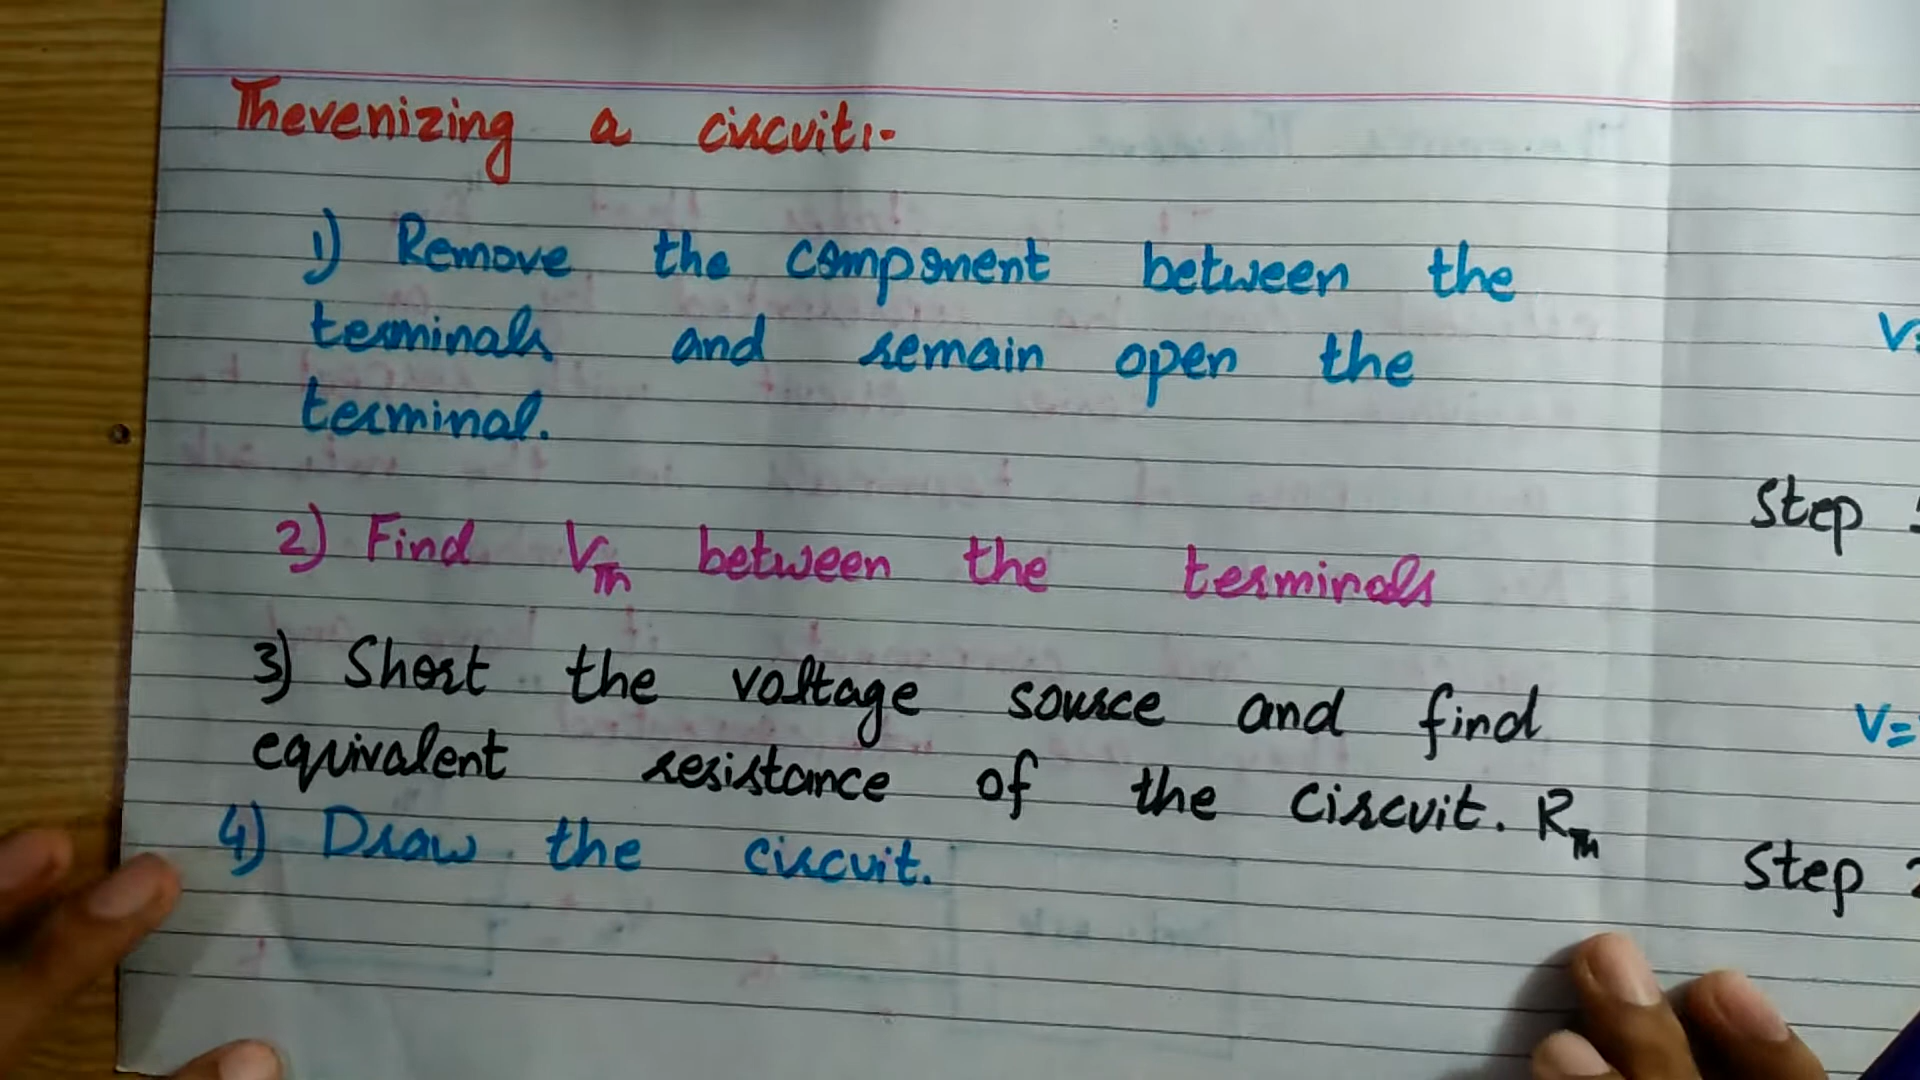 Thevenizing a circuit:-
1) Remove the component between the
terminals and remain open the
terminal.
2) Find VTh between the terminals
3) Short the voltage source and find
equivalent resistance of the circuit. RTh
4) Draw the circuit.
V=
Step
V=
Step